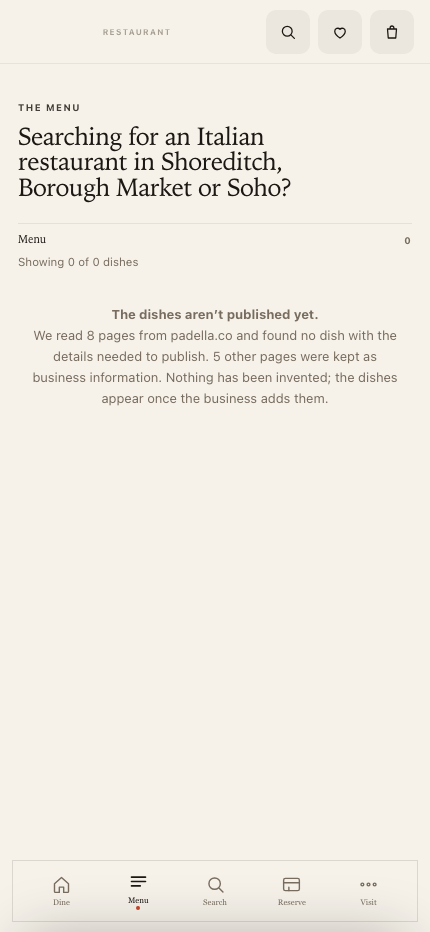 RESTAURANT
THE MENU
Searching for an Italian
restaurant in Shoreditch,
Borough Market or Soho?
Menu 0
Showing 0 of 0 dishes
The dishes aren’t published yet.
We read 8 pages from padella.co and found no dish with the
details needed to publish. 5 other pages were kept as
business information. Nothing has been invented; the dishes
appear once the business adds them.
Dine Menu Search Reserve Visit